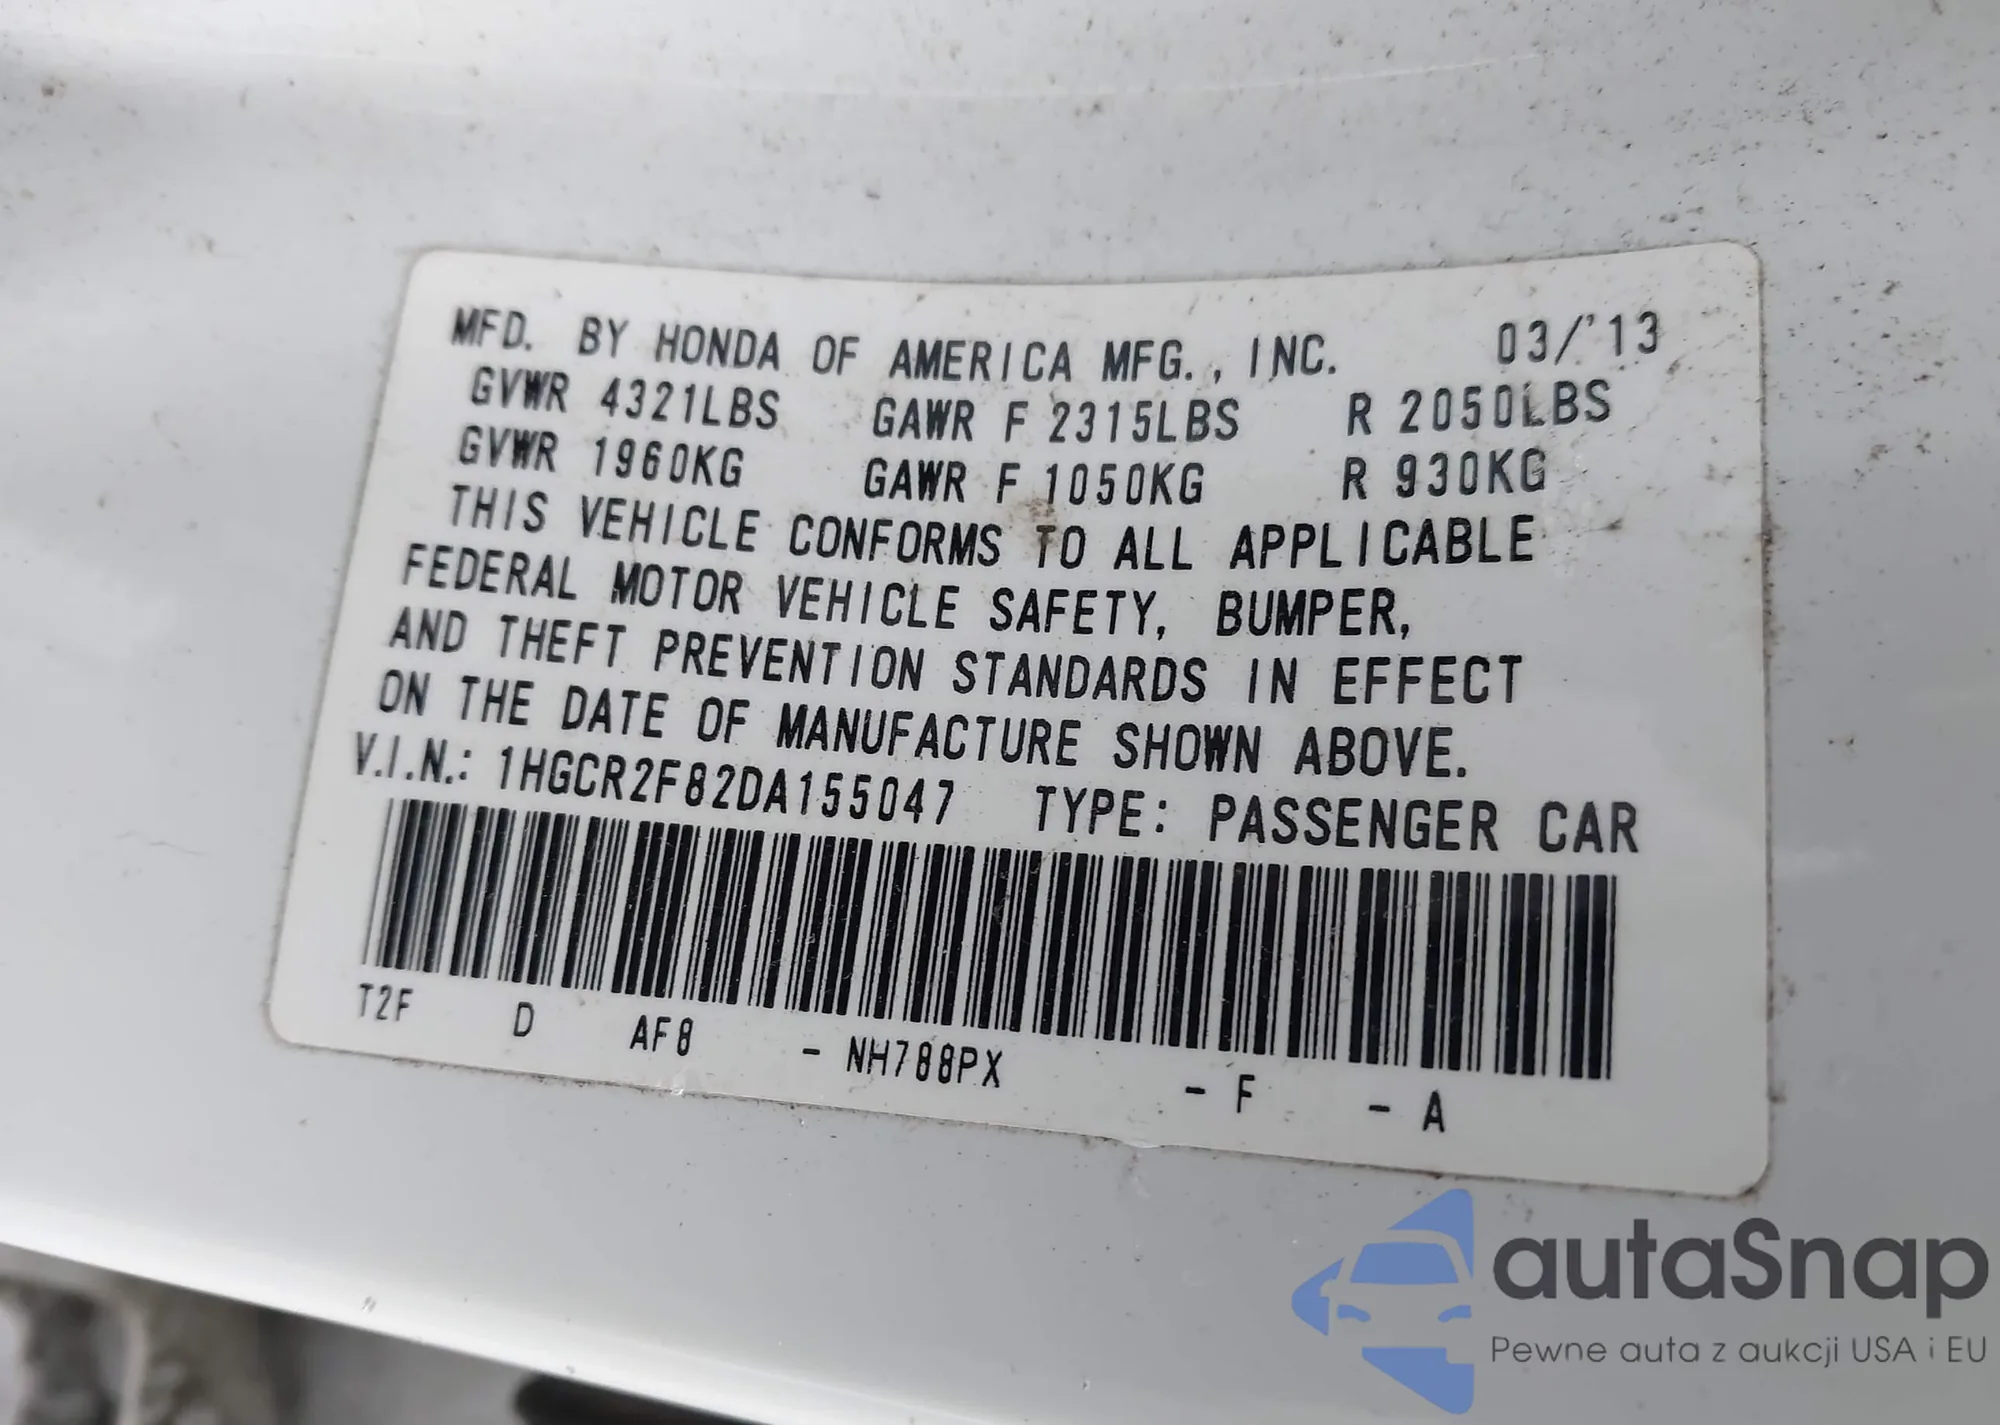 MFD. BY HONDA OF AMERICA MFG., INC. 03/'13
GVWR 4321LBS GAWR F 2315LBS R 2050LBS
GVWR 1960KG GAWR F 1050KG R 930KG
THIS VEHICLE CONFORMS TO ALL APPLICABLE
FEDERAL MOTOR VEHICLE SAFETY, BUMPER,
AND THEFT PREVENTION STANDARDS IN EFFECT
ON THE DATE OF MANUFACTURE SHOWN ABOVE.
V.I.N.: 1HGCR2F82DA155047 TYPE: PASSENGER CAR
T2F D AF8 - NH788PX - F - A
autaSnap
Pewne auta z aukcji USA i EU